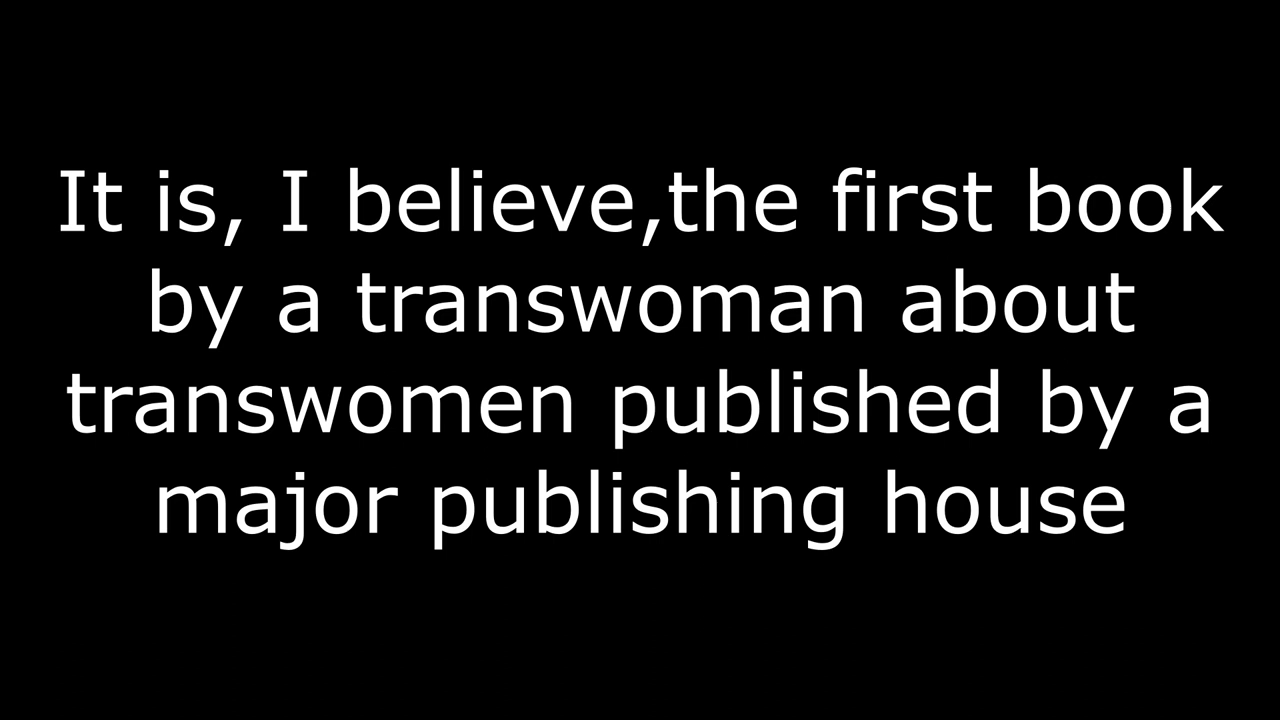 It is, I believe,the first book
by a transwoman about
transwomen published by a
major publishing house